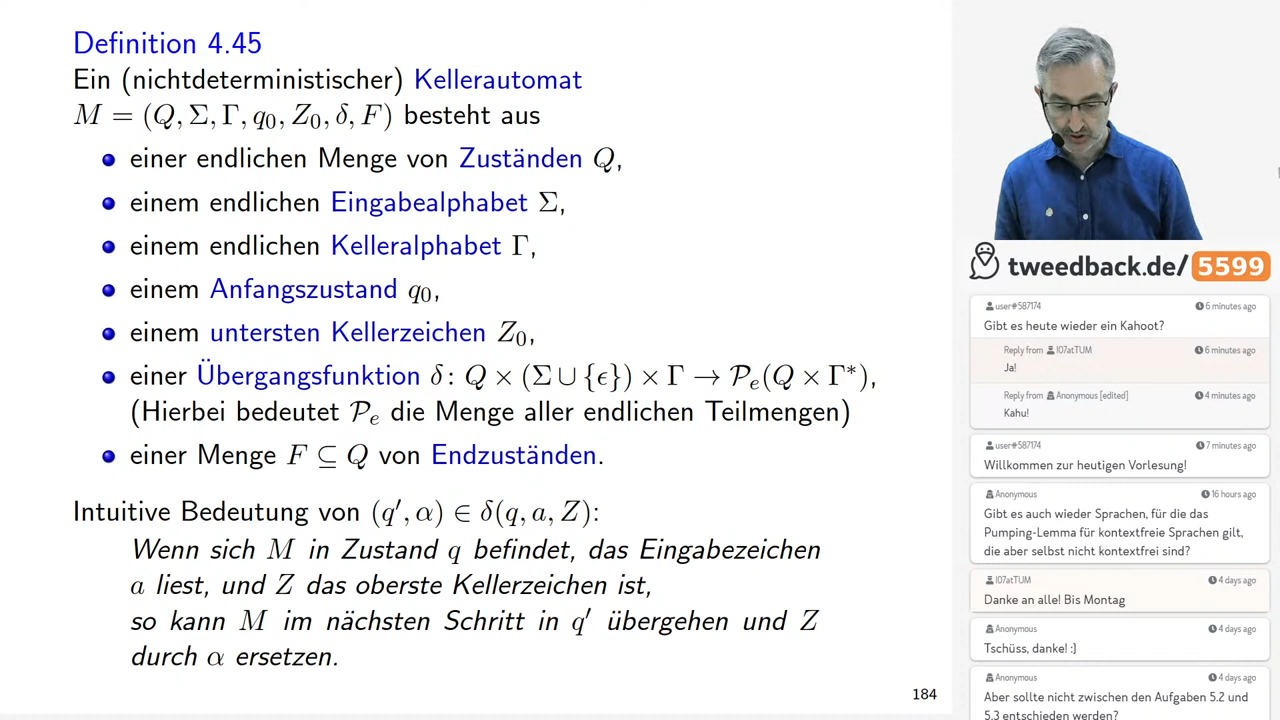 Definition 4.45
Ein (nichtdeterministischer) Kellerautomat
M = (Q, Σ, Γ, q₀, Z₀, δ, F) besteht aus
einer endlichen Menge von Zuständen Q,
einem endlichen Eingabealphabet Σ,
einem endlichen Kelleralphabet Γ,
einem Anfangszustand q₀,
einem untersten Kellerzeichen Z₀,
einer Übergangsfunktion δ: Q × (Σ ∪ {ϵ}) × Γ → 𝒫ₑ(Q × Γ*),
(Hierbei bedeutet 𝒫ₑ die Menge aller endlichen Teilmengen)
einer Menge F ⊆ Q von Endzuständen.
Intuitive Bedeutung von (q′, α) ∈ δ(q, a, Z):
Wenn sich M in Zustand q befindet, das Eingabezeichen
a liest, und Z das oberste Kellerzeichen ist,
so kann M im nächsten Schritt in q′ übergehen und Z
durch α ersetzen.
184
tweedback.de/ 5599
user#587174 6 minutes ago
Gibt es heute wieder ein Kahoot?
Reply from l07atTUM 6 minutes ago
Ja!
Reply from Anonymous [edited] 4 minutes ago
Kahu!
user#587174 7 minutes ago
Willkommen zur heutigen Vorlesung!
Anonymous 16 hours ago
Gibt es auch wieder Sprachen, für die das
Pumping-Lemma für kontextfreie Sprachen gilt,
die aber selbst nicht kontextfrei sind?
l07atTUM 4 days ago
Danke an alle! Bis Montag
Anonymous 4 days ago
Tschüss, danke! :]
Anonymous 4 days ago
Aber sollte nicht zwischen den Aufgaben 5.2 und
5.3 entschieden werden?